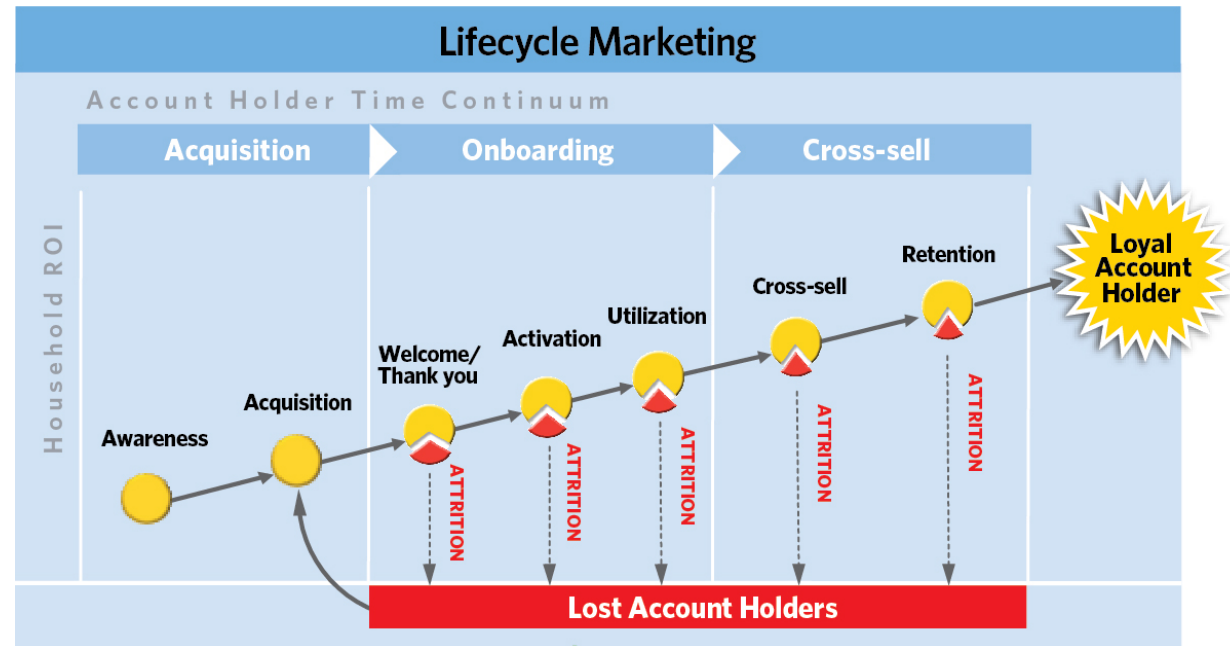 Lifecycle Marketing
Account Holder Time Continuum
Acquisition
Onboarding
Cross-sell
Household ROI
Awareness
Acquisition
Welcome/
Thank you
Activation
Utilization
Cross-sell
Retention
Loyal
Account
Holder
ATTRITION
ATTRITION
ATTRITION
ATTRITION
ATTRITION
Lost Account Holders